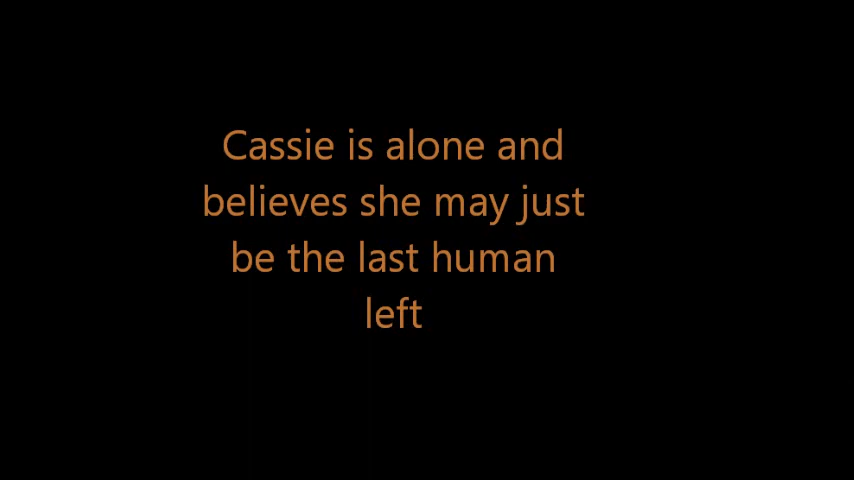 Cassie is alone and
believes she may just
be the last human
left